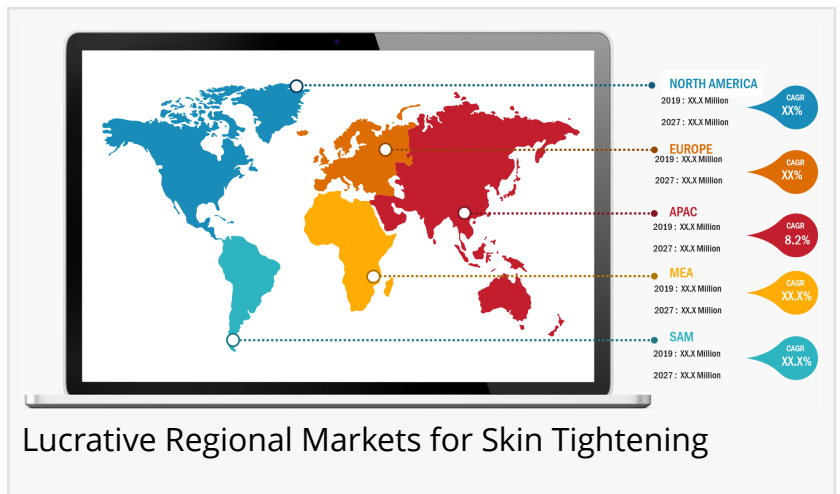 NORTH AMERICA
2019 : XX.X Million
2027 : XX.X Million
CAGR
XX%
EUROPE
2019 : XX.X Million
2027 : XX.X Million
CAGR
XX%
APAC
2019 : XX.X Million
2027 : XX.X Million
CAGR
8.2%
MEA
2019 : XX.X Million
2027 : XX.X Million
CAGR
XX.X%
SAM
2019 : XX.X Million
2027 : XX.X Million
CAGR
XX.X%
Lucrative Regional Markets for Skin Tightening